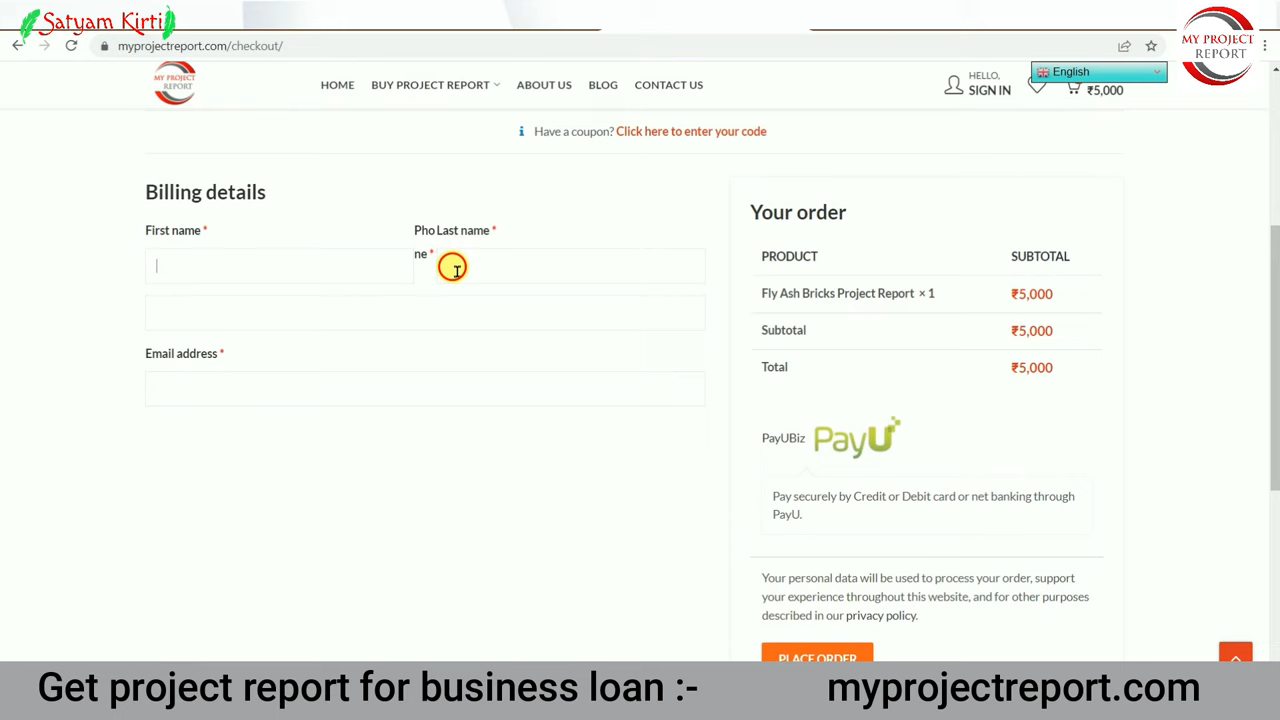 Satyam Kirti
myprojectreport.com/checkout/
MY PROJECT
REPORT
MY PROJECT
REPORT
HOME
BUY PROJECT REPORT
ABOUT US
BLOG
CONTACT US
HELLO,
SIGN IN
English
₹5,000
Have a coupon? Click here to enter your code
Billing details
First name *
Pho
ne *
Last name *
Email address *
Your order
PRODUCT SUBTOTAL
Fly Ash Bricks Project Report × 1 ₹5,000
Subtotal ₹5,000
Total ₹5,000
PayUBiz PayU
Pay securely by Credit or Debit card or net banking through
PayU.
Your personal data will be used to process your order, support
your experience throughout this website, and for other purposes
described in our privacy policy.
PLACE ORDER
Get project report for business loan :- myprojectreport.com